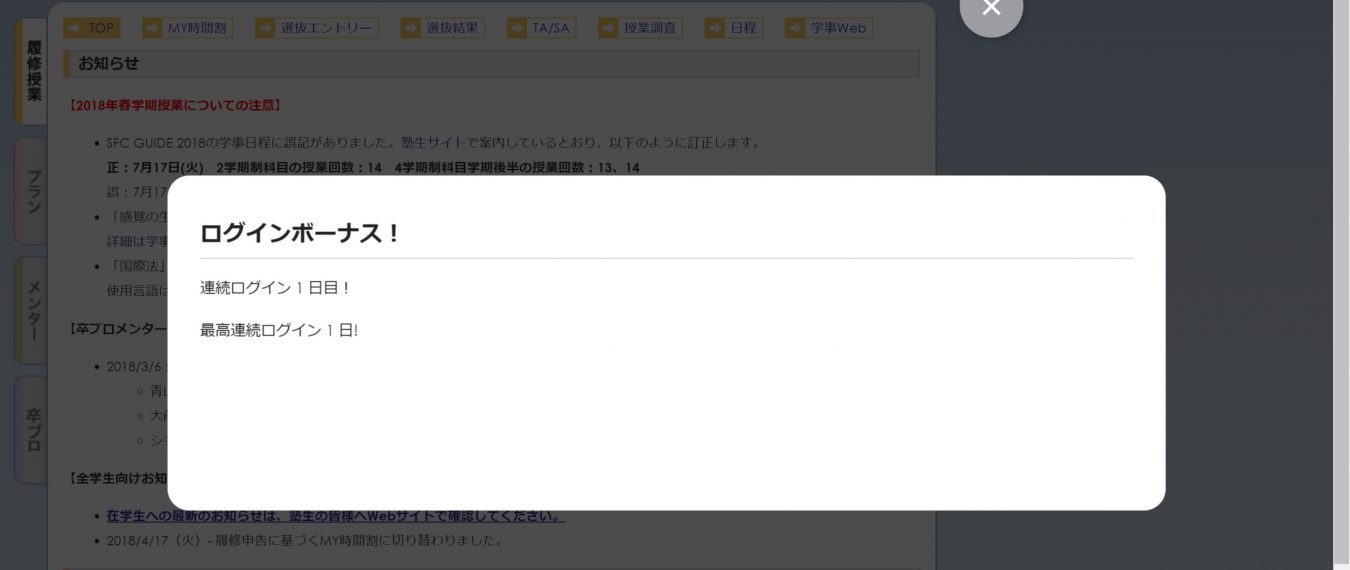 TOP
MY時間割
選抜エントリー
選抜結果
TA/SA
授業調査
日程
学事Web
履修授業
プラン
メンター
卒プロ
お知らせ
【2018年春学期授業についての注意】
SFC GUIDE 2018の学事日程に誤記がありました。塾生サイトで案内しているとおり、以下のように訂正します。
正：7月17日(火) 2学期制科目の授業回数：14 4学期制科目学期後半の授業回数：13、14
誤：7月17
「感覚の生
詳細は学事
「国際法」
使用言語は
【卒プロメンター
2018/3/6
青山
大前
ショ
【全学生向けお知
在学生への最新のお知らせは、塾生の皆様へWebサイトで確認してください。
2018/4/17（火）- 履修申告に基づくMY時間割に切り替わりました。
ログインボーナス！
連続ログイン 1 日目！
最高連続ログイン 1 日!